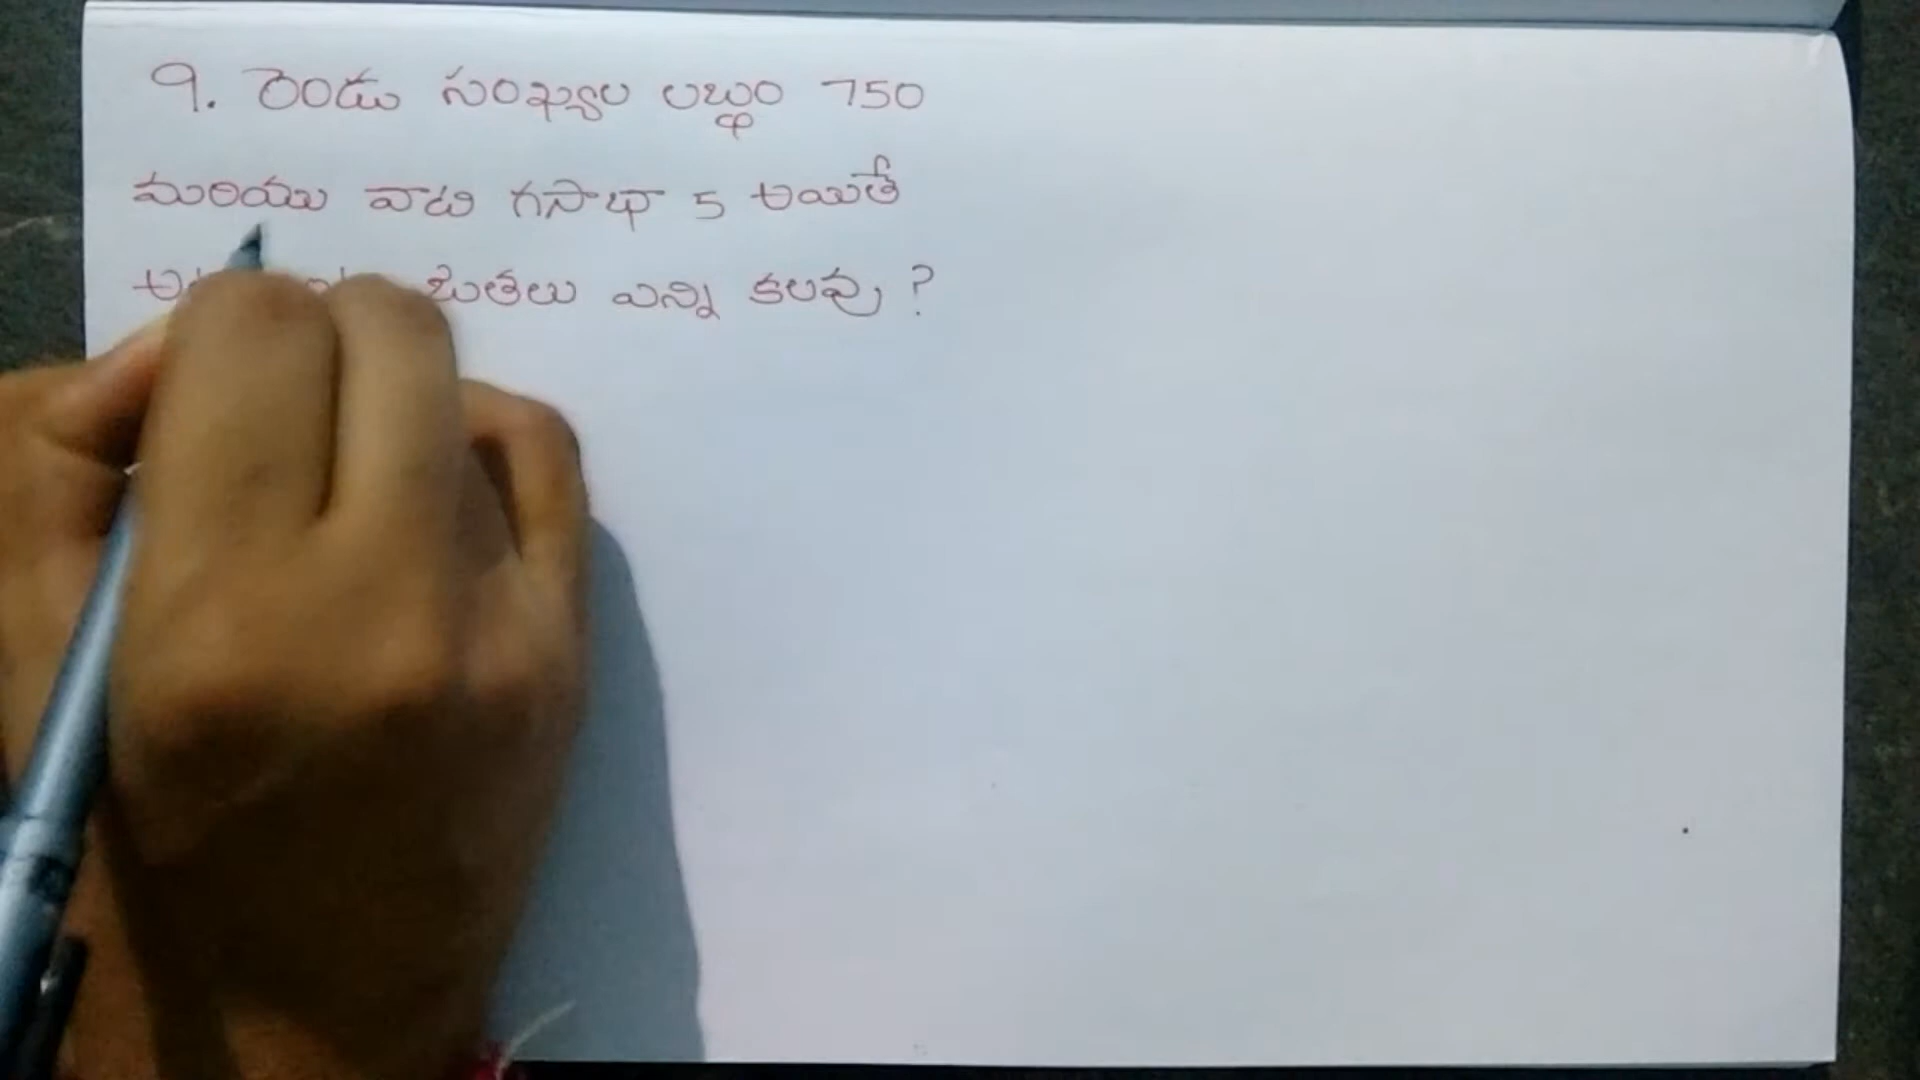 9. రెండు సంఖ్యల లబ్ధం 750
మరియు వాటి గసాభా 5 అయితే
జతలు ఎన్ని కలవు ?